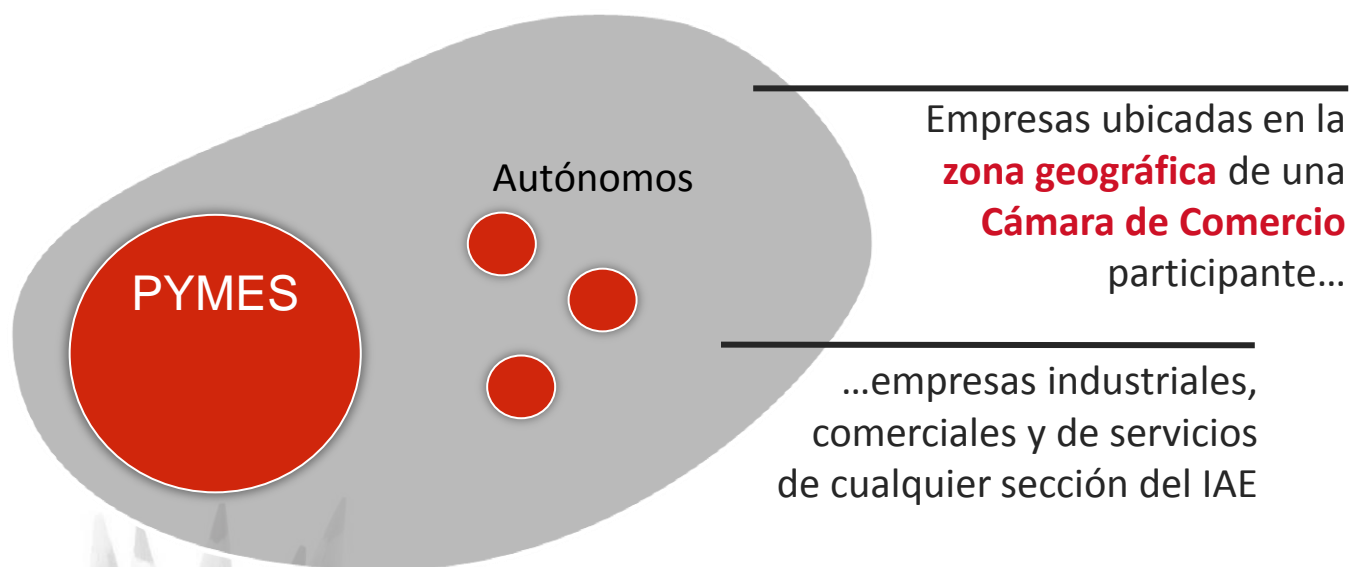 Autónomos
PYMES
Empresas ubicadas en la
zona geográfica de una
Cámara de Comercio
participante…
…empresas industriales,
comerciales y de servicios
de cualquier sección del IAE